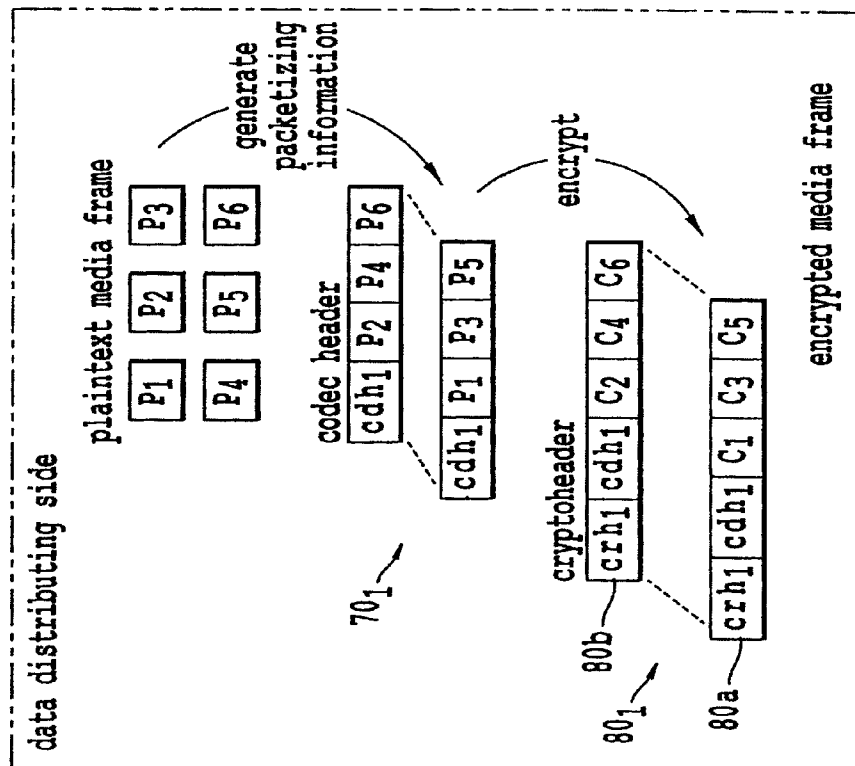 data distributing side
plaintext media frame
P1 P2 P3
P4 P5 P6
generate
packetizing
information
codec header
cdh1 P2 P4 P6
cdh1 P1 P3 P5
701
encrypt
cryptoheader
crh1 cdh1 C2 C4 C6
80b
crh1 cdh1 C1 C3 C5
801
80a
encrypted media frame